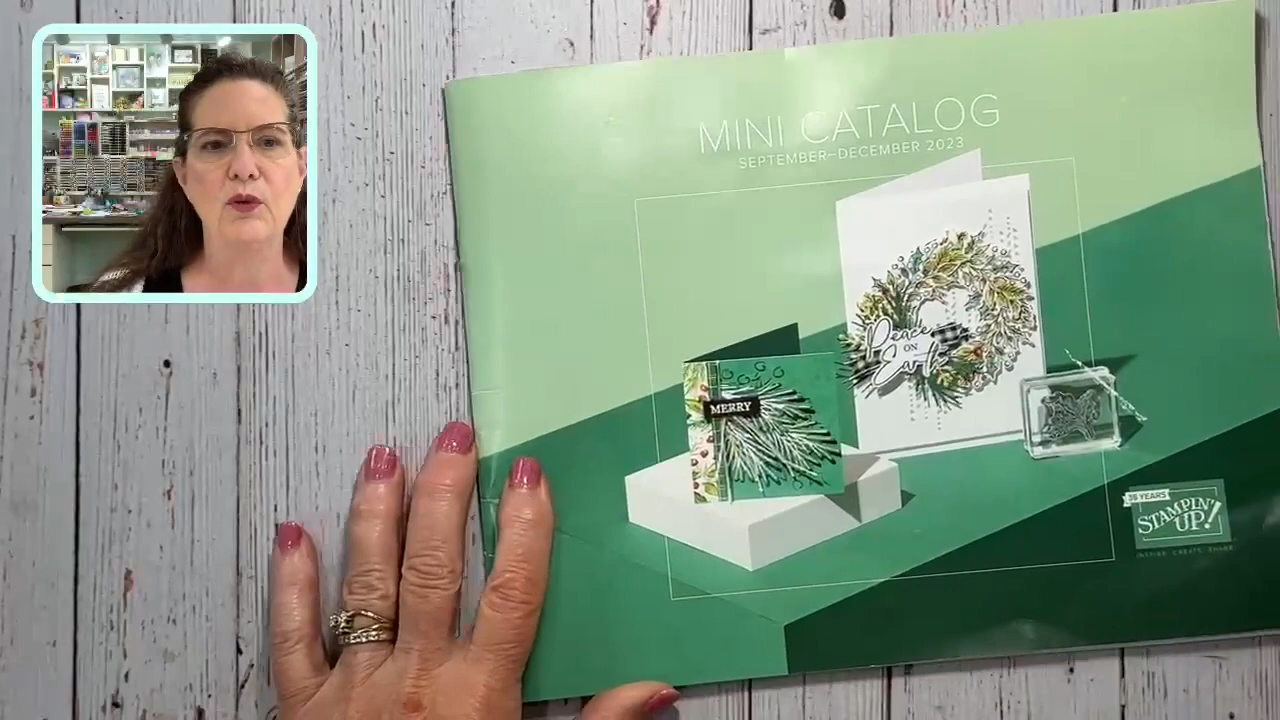 MINI CATALOG
SEPTEMBER–DECEMBER 2023
Peace
ON
Earth
MERRY
35 YEARS
STAMPIN'
UP!
INSPIRE. CREATE. SHARE.